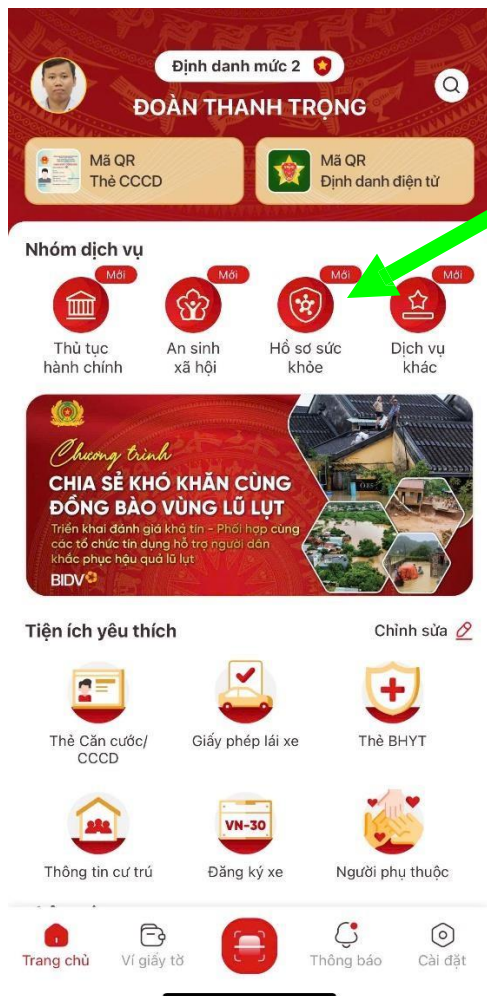 Định danh mức 2
ĐOÀN THANH TRỌNG
Mã QR
Thẻ CCCD
Mã QR
Định danh điện tử
Nhóm dịch vụ
Mới
Mới
Mới
Mới
Thủ tục
hành chính
An sinh
xã hội
Hồ sơ sức
khỏe
Dịch vụ
khác
Chương trình
CHIA SẺ KHÓ KHĂN CÙNG
ĐỒNG BÀO VÙNG LŨ LỤT
Triển khai đánh giá khả tín - Phối hợp cùng
các tổ chức tín dụng hỗ trợ người dân
khắc phục hậu quả lũ lụt
BIDV
Tiện ích yêu thích
Chỉnh sửa
Thẻ Căn cước/
CCCD
Giấy phép lái xe
Thẻ BHYT
VN-30
Thông tin cư trú
Đăng ký xe
Người phụ thuộc
Trang chủ
Ví giấy tờ
Thông báo
Cài đặt